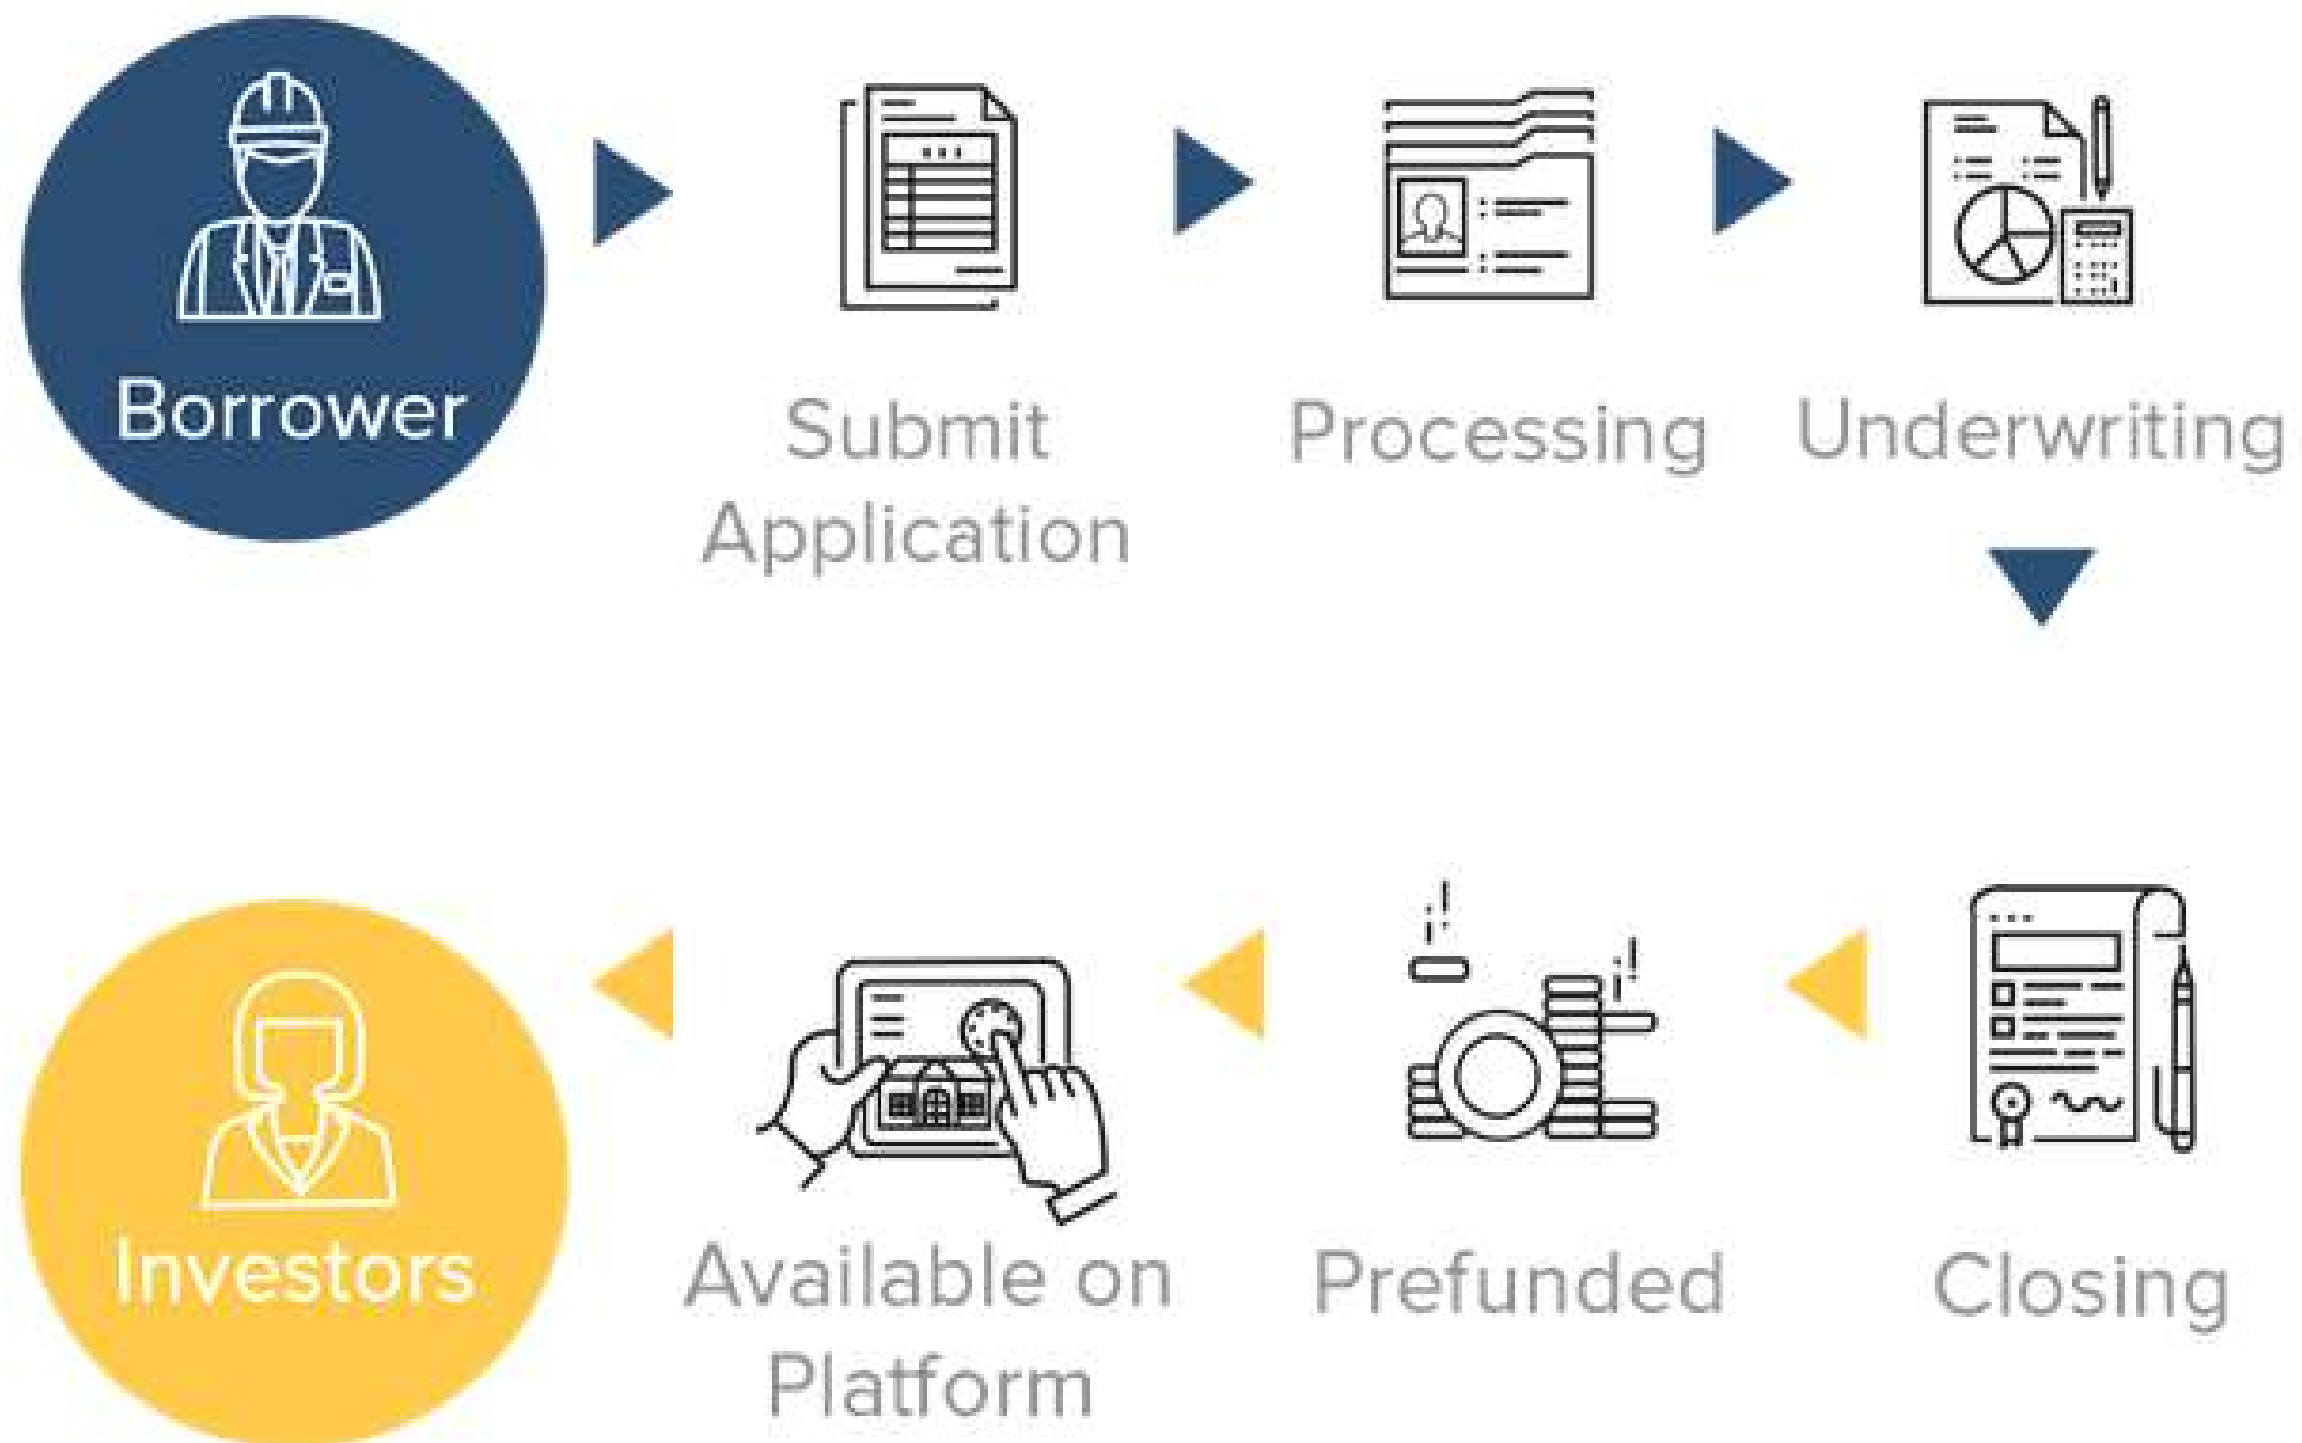 Borrower
Submit
Application
Processing
Underwriting
Investors
Available on
Platform
Prefunded
Closing